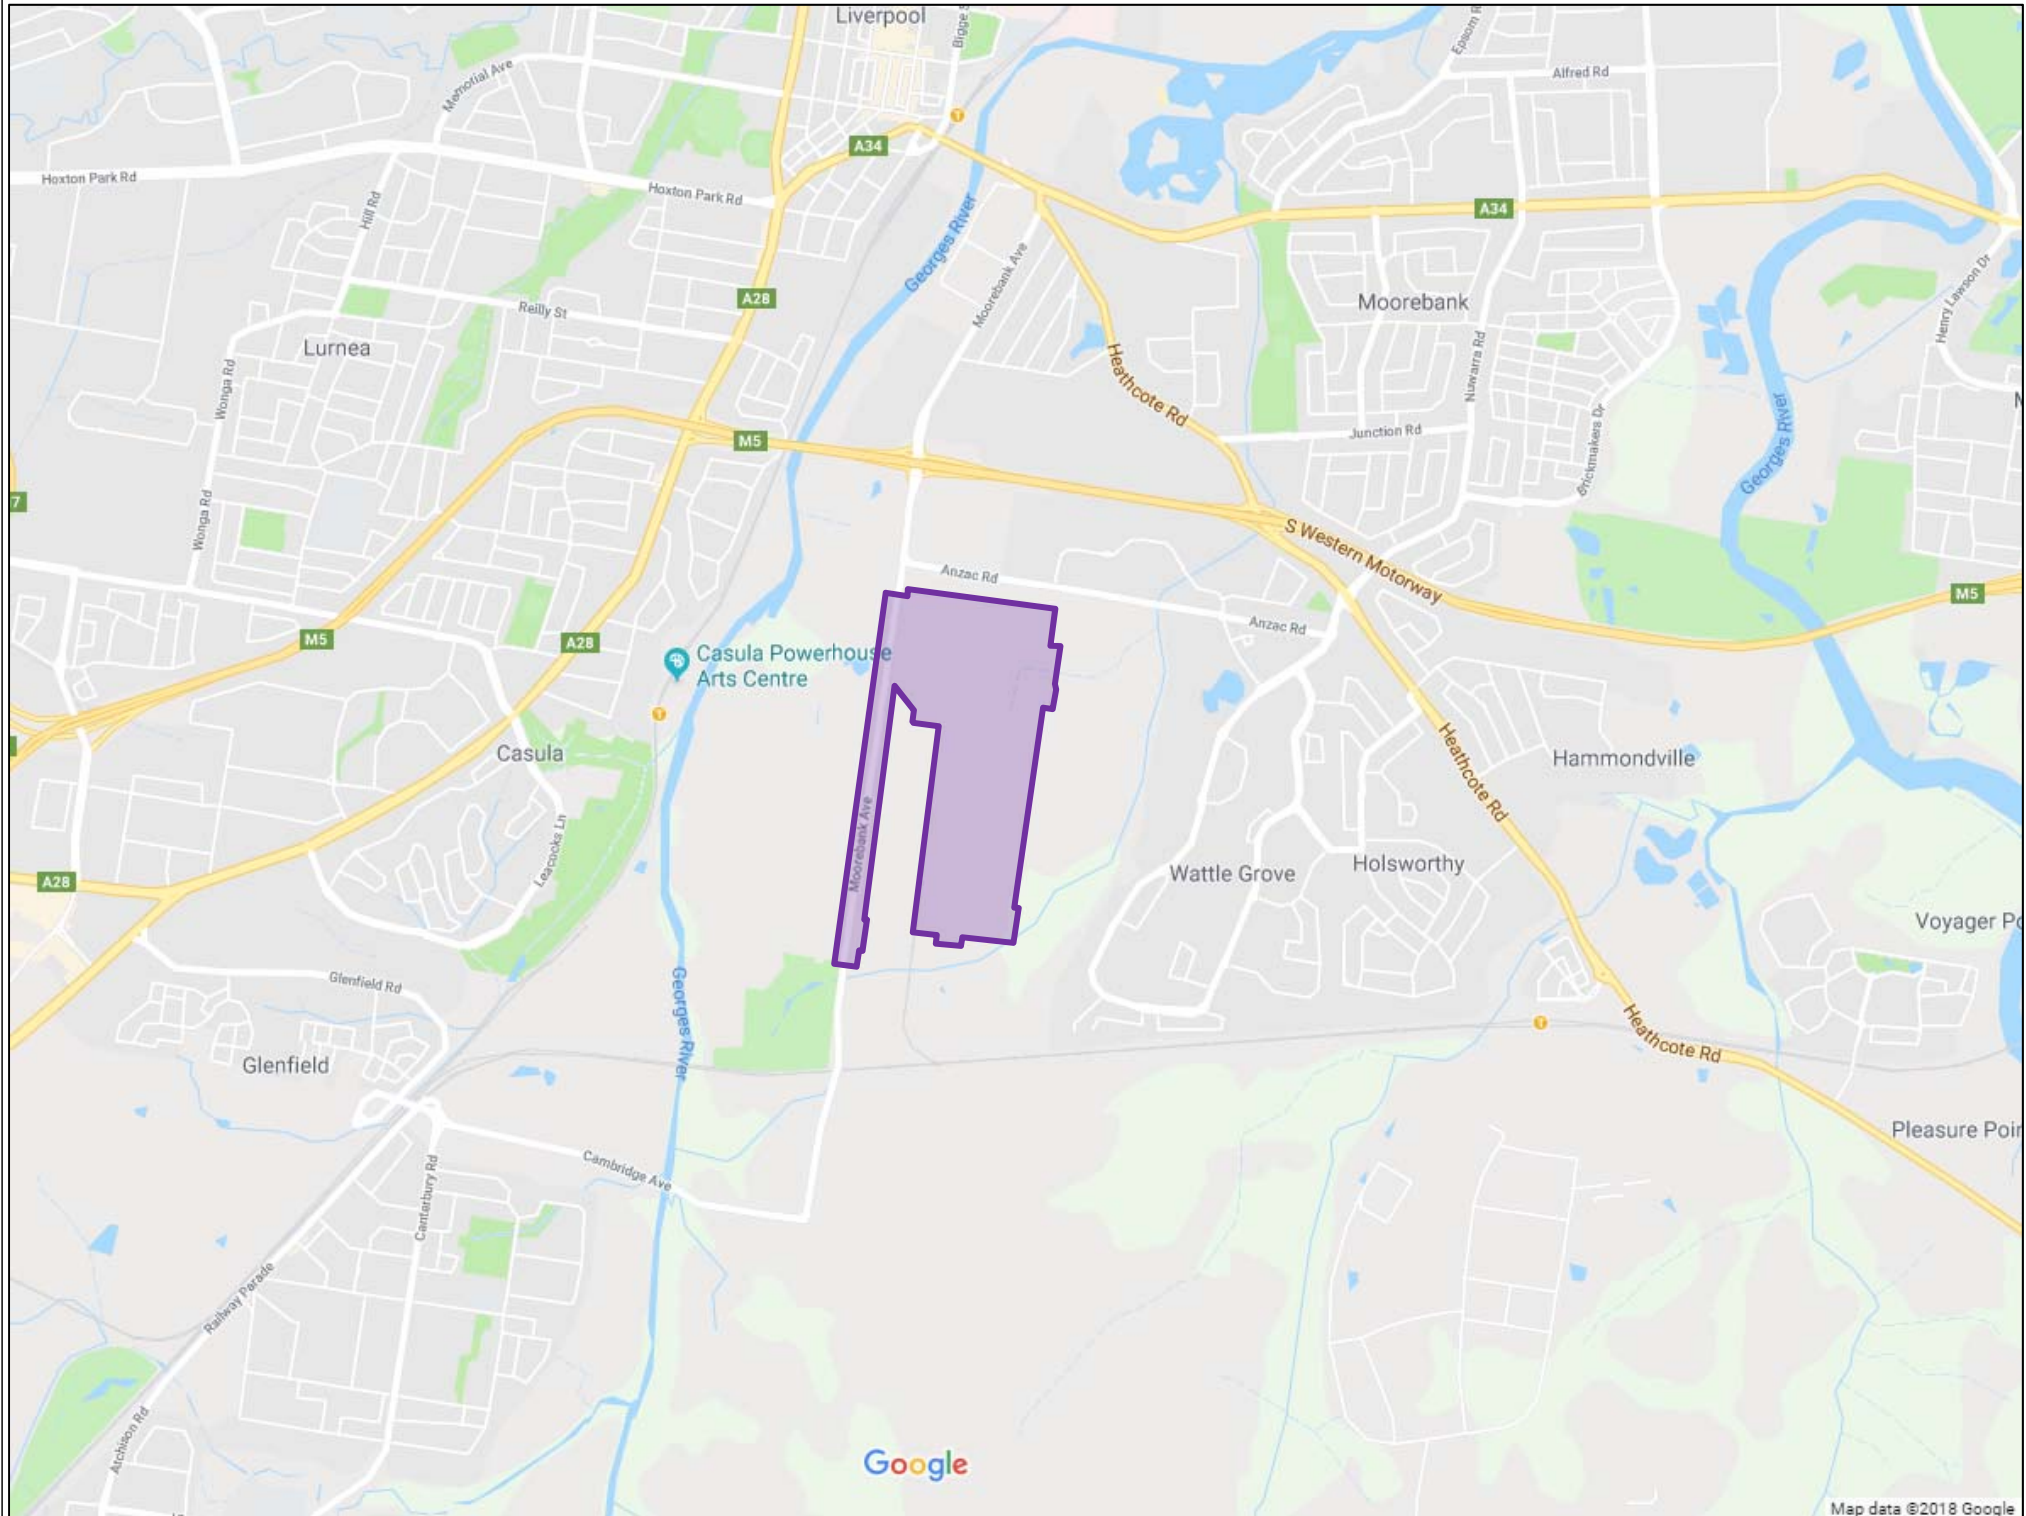 Liverpool
Bigge S
Epsom R
Alfred Rd
Memorial Ave
A34
Hoxton Park Rd
Hoxton Park Rd
Hill Rd
A34
Georges River
Moorebank Ave
Henry Lawson Dr
A28
Moorebank
Reilly St
Lurnea
Nuwarra Rd
Heathcote Rd
Wonga Rd
M5
Junction Rd
Georges River
Brickmakers Dr
7
Wonga Rd
S Western Motorway
Anzac Rd
M5
Anzac Rd
M5
A28
Casula Powerhouse
Arts Centre
Casula
Heathcote Rd
Hammondville
Moorebank Ave
Leacocks Ln
Wattle Grove
Holsworthy
A28
Voyager Po
Glenfield Rd
Georges River
Heathcote Rd
Glenfield
Pleasure Poin
Cambridge Ave
Canterbury Rd
Railway Parade
Atchison Rd
Google
Map data ©2018 Google